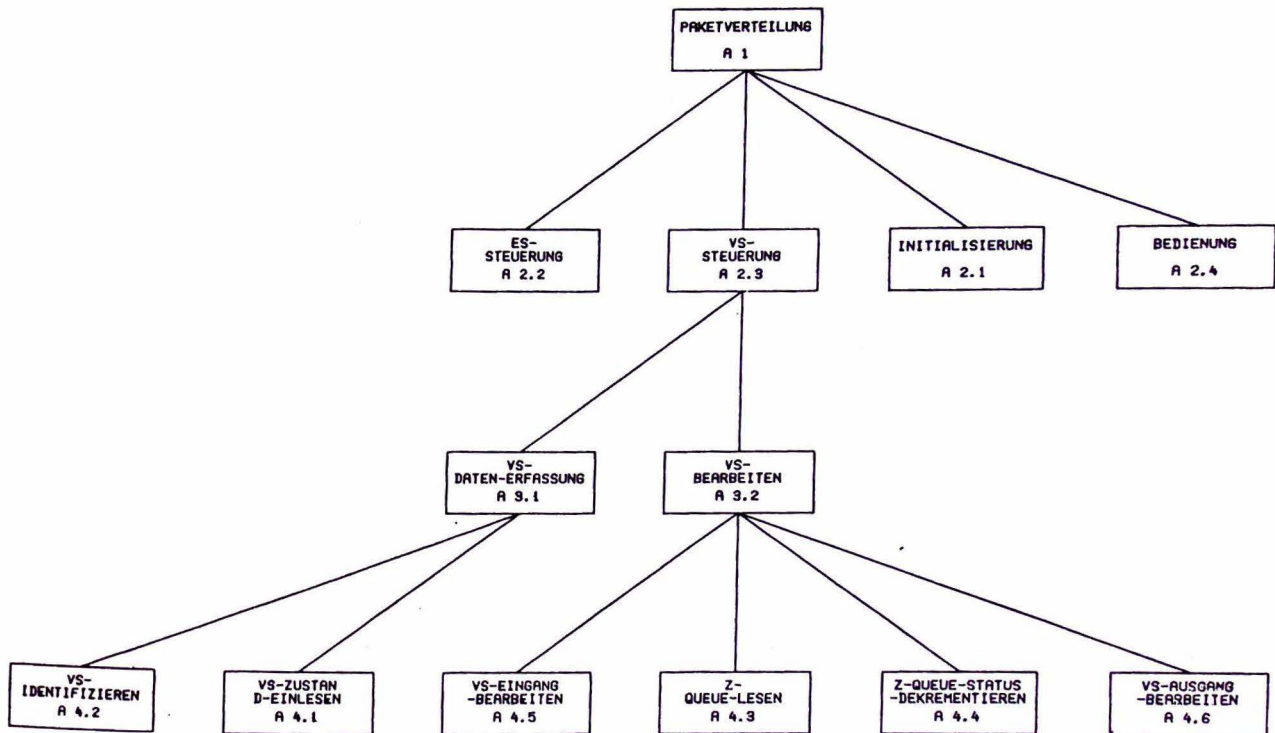 PAKETVERTEILUNG
A 1
ES-
STEUERUNG
A 2.2
VS-
STEUERUNG
A 2.3
INITIALISIERUNG
A 2.1
BEDIENUNG
A 2.4
VS-
DATEN-ERFASSUNG
A 3.1
VS-
BEARBEITEN
A 3.2
VS-
IDENTIFIZIEREN
A 4.2
VS-ZUSTAN
D-EINLESEN
A 4.1
VS-EINGANG
-BEARBEITEN
A 4.5
Z-
QUEUE-LESEN
A 4.3
Z-QUEUE-STATUS
-DEKREMENTIEREN
A 4.4
VS-AUSGANG
-BEARBEITEN
A 4.6